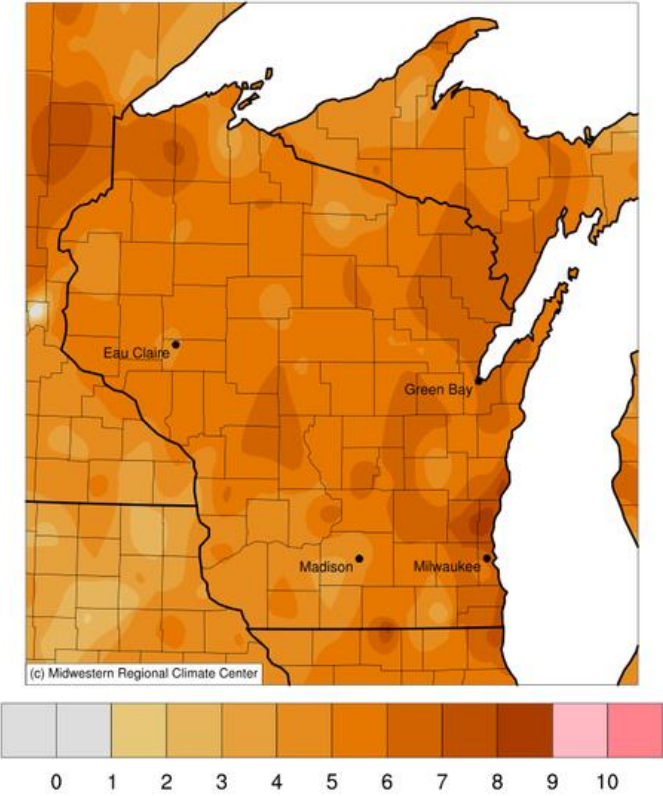 Eau Claire
Green Bay
Madison
Milwaukee
(c) Midwestern Regional Climate Center
0 1 2 3 4 5 6 7 8 9 10